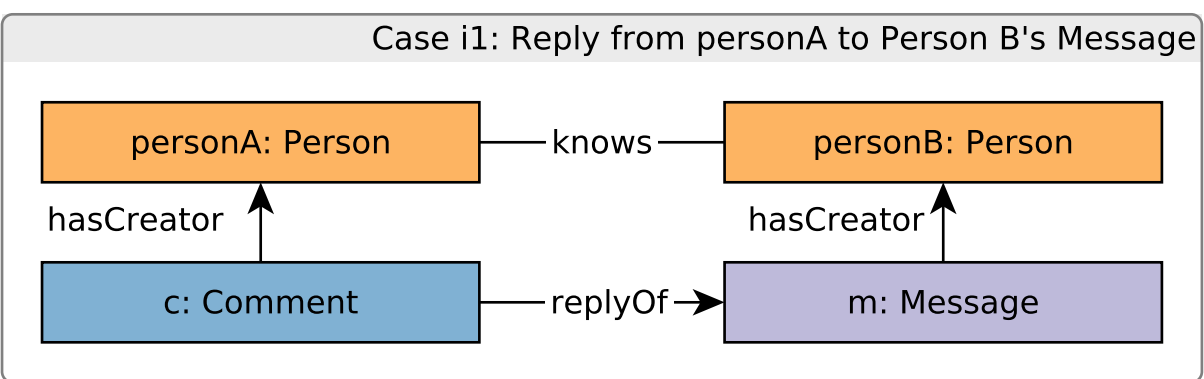 Case i1: Reply from personA to Person B's Message
personA: Person
knows
personB: Person
hasCreator
hasCreator
c: Comment
replyOf
m: Message